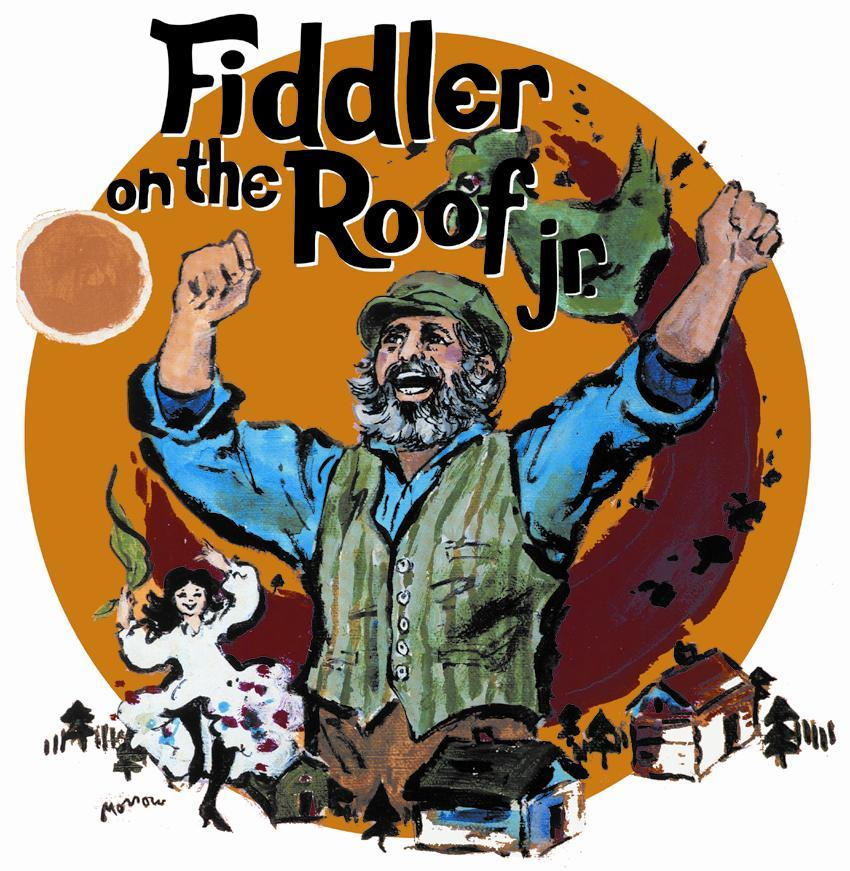 Fiddler
on the Roof
jr.
Morrow